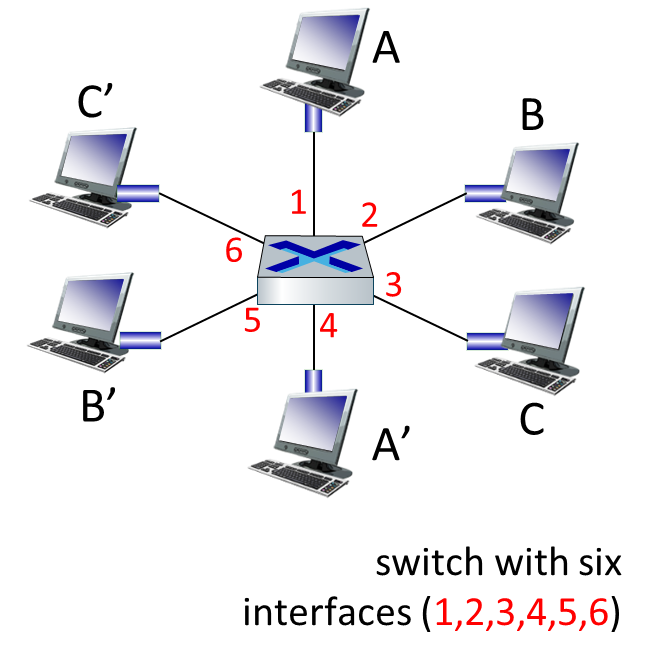 A
C’
B
1
2
6
3
5
4
B’
C
A’
switch with six
interfaces (1,2,3,4,5,6)